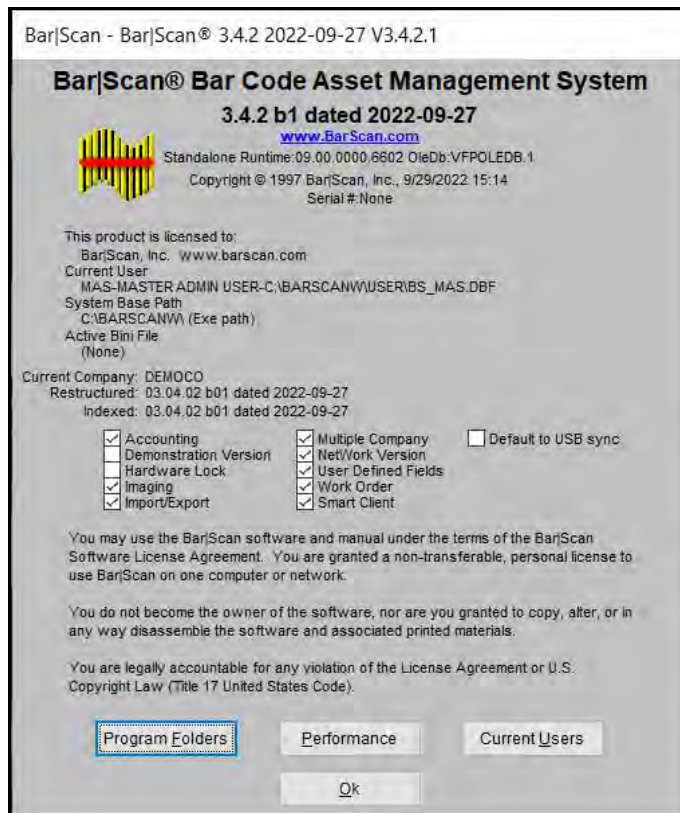 Bar|Scan - Bar|Scan® 3.4.2 2022-09-27 V3.4.2.1
Bar|Scan® Bar Code Asset Management System
3.4.2 b1 dated 2022-09-27
www.BarScan.com
Standalone Runtime:09.00.0000.6602 OleDb:VFPOLEDB.1
Copyright © 1997 Bar|Scan, Inc., 9/29/2022 15:14
Serial #:None
This product is licensed to:
Bar|Scan, Inc. www.barscan.com
Current User
MAS-MASTER ADMIN USER-C:\BARSCANW\USER\BS_MAS.DBF
System Base Path
C:\BARSCANW\ (Exe path)
Active Bini File
(None)
Current Company: DEMOCO
Restructured: 03.04.02 b01 dated 2022-09-27
Indexed: 03.04.02 b01 dated 2022-09-27
Accounting Multiple Company Default to USB sync
Demonstration Version NetWork Version
Hardware Lock User Defined Fields
Imaging Work Order
Import/Export Smart Client
You may use the Bar|Scan software and manual under the terms of the Bar|Scan
Software License Agreement. You are granted a non-transferable, personal license to
use Bar|Scan on one computer or network.
You do not become the owner of the software, nor are you granted to copy, alter, or in
any way disassemble the software and associated printed materials.
You are legally accountable for any violation of the License Agreement or U.S.
Copyright Law (Title 17 United States Code).
Program Folders Performance Current Users
Ok